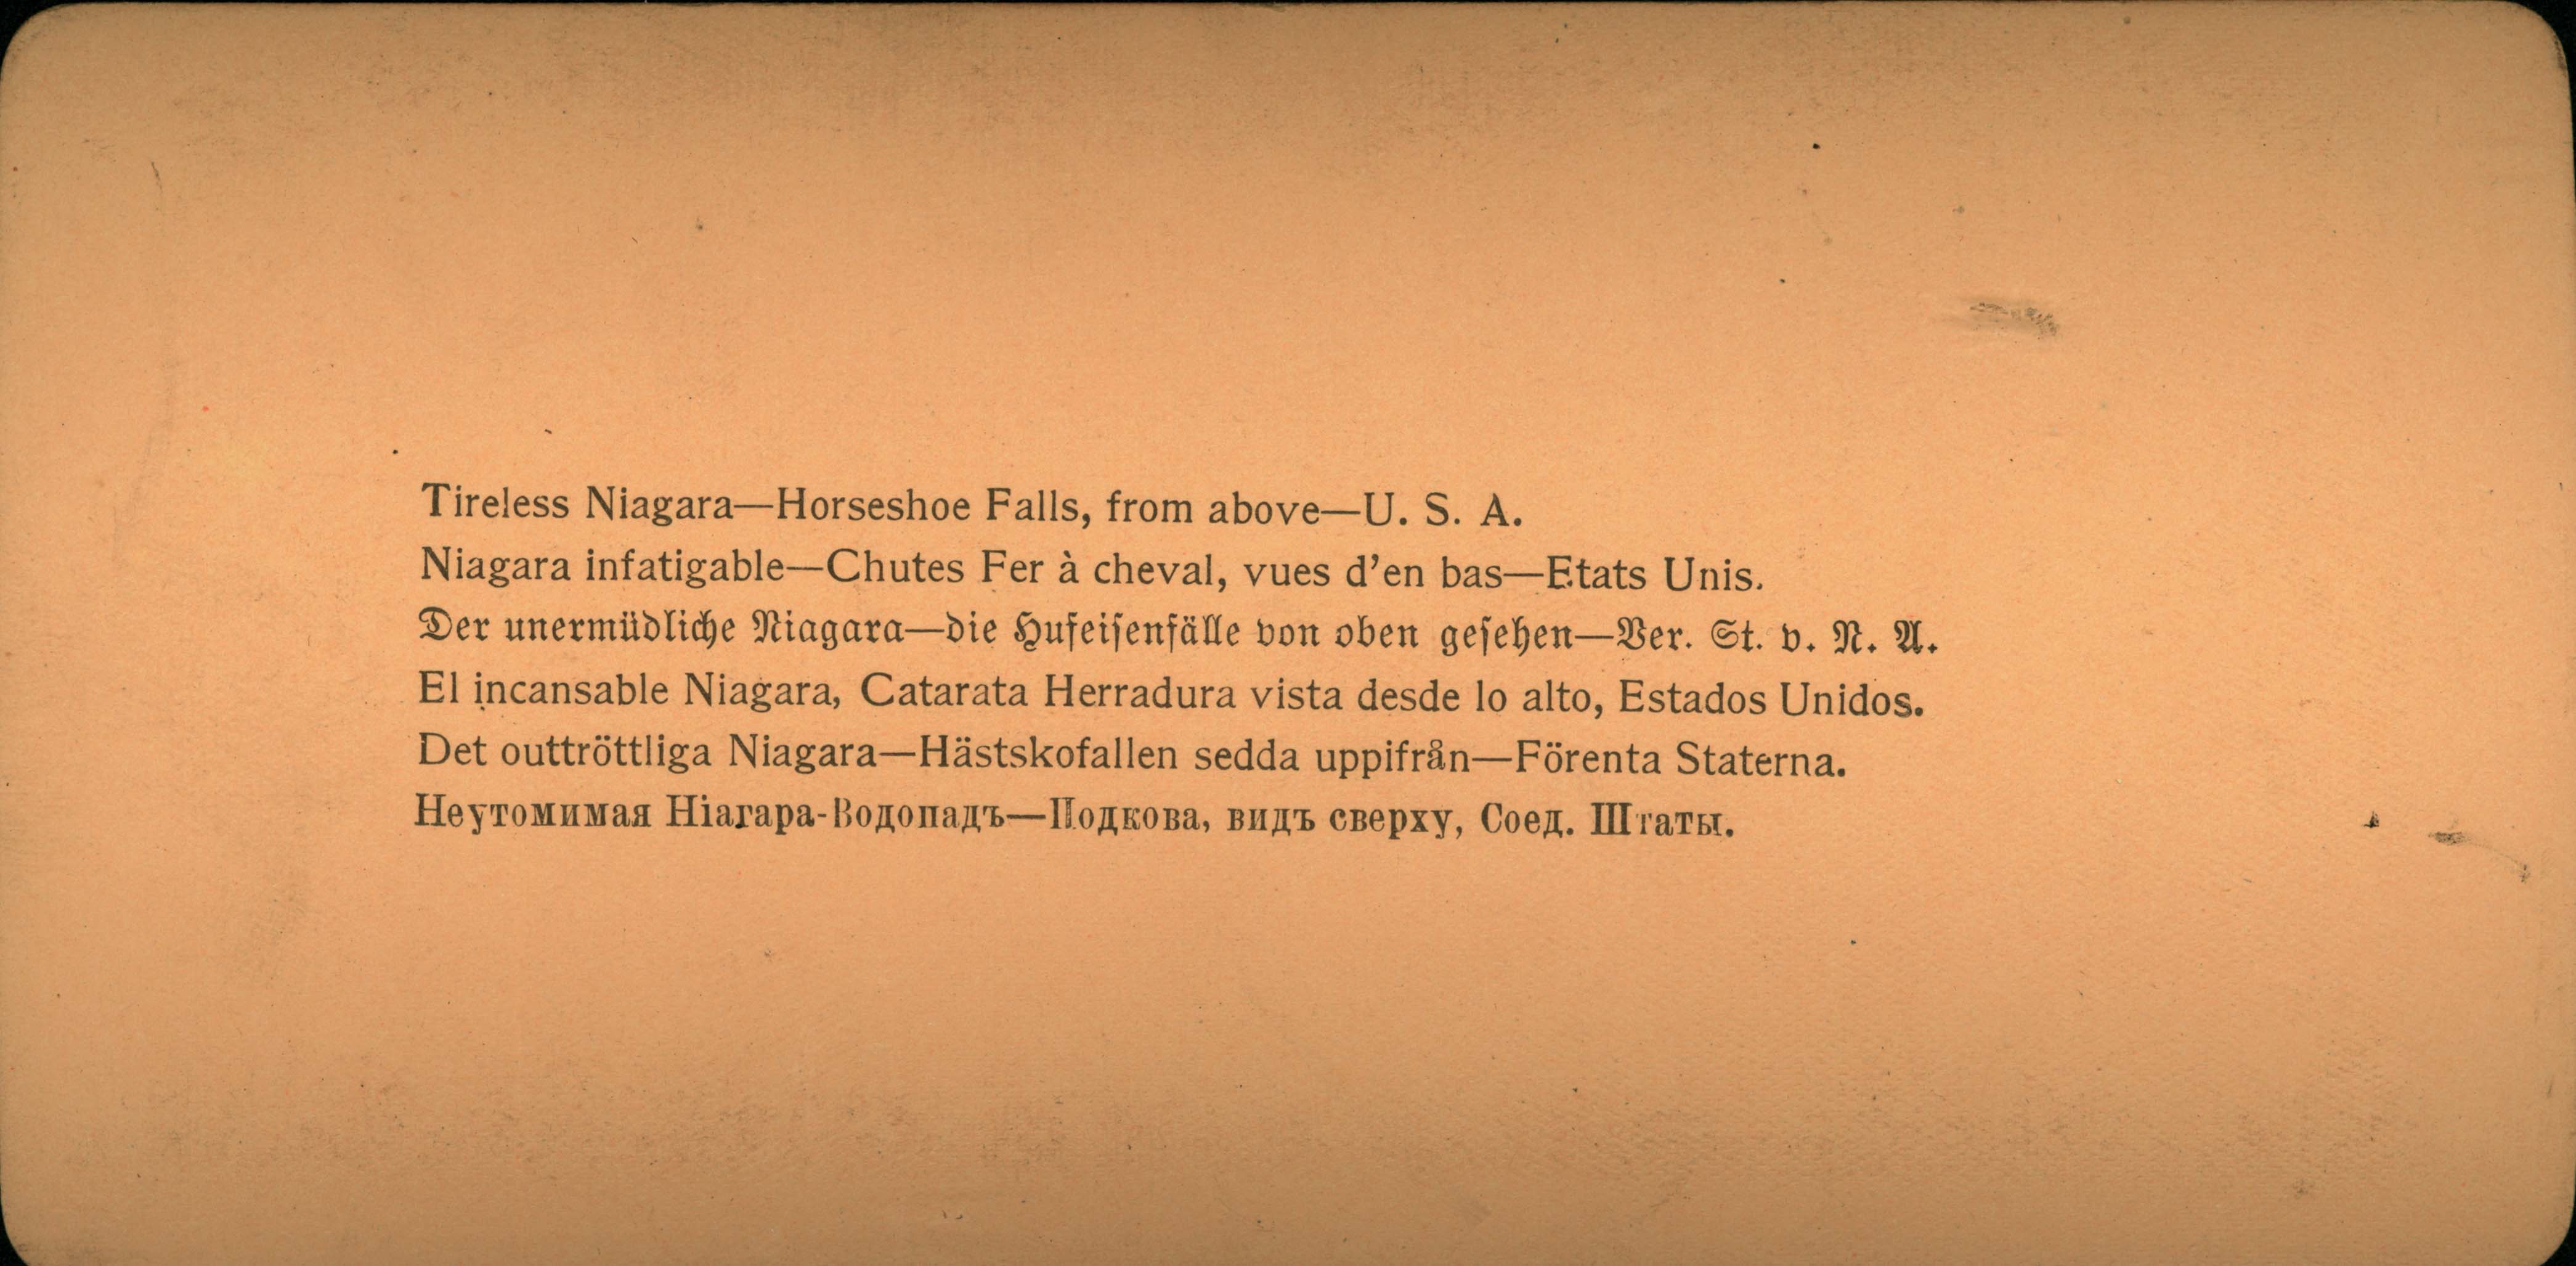 Tireless Niagara—Horseshoe Falls, from above—U. S. A.
Niagara infatigable—Chutes Fer à cheval, vues d'en bas—Etats Unis.
Der unermüdliche Niagara—die Hufeiſenfälle von oben geſehen—Ver. St. v. N. A.
El incansable Niagara, Catarata Herradura vista desde lo alto, Estados Unidos.
Det outtröttliga Niagara—Hästskofallen sedda uppifrån—Förenta Staterna.
Неутомимая Ніагара-Водопадъ—Подкова, видъ сверху, Соед. Штаты.